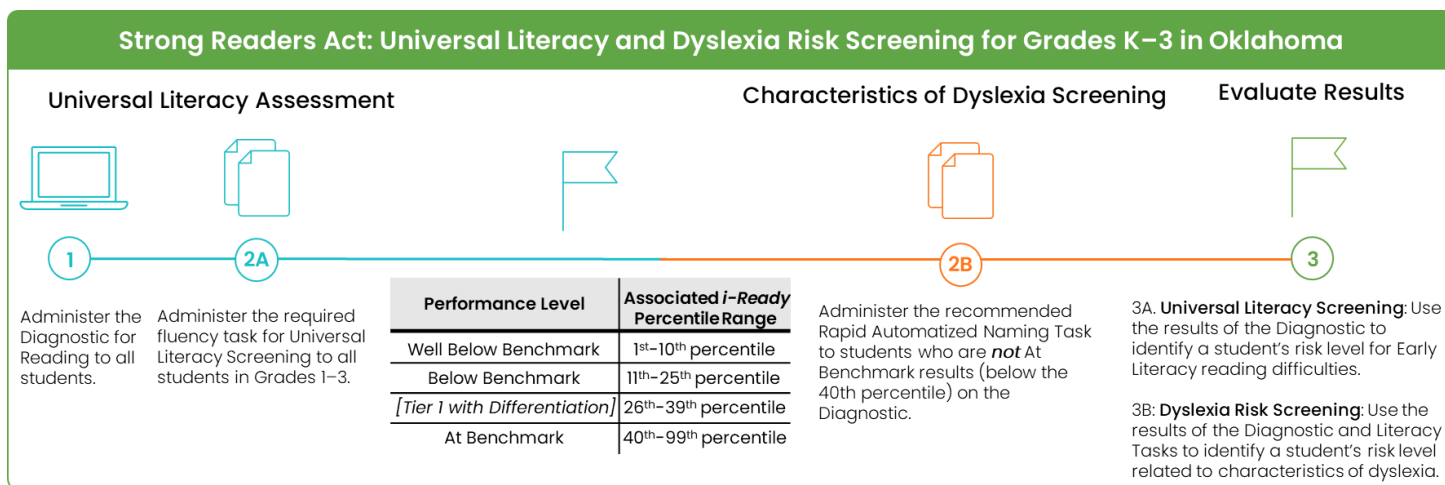 Strong Readers Act: Universal Literacy and Dyslexia Risk Screening for Grades K–3 in Oklahoma
Universal Literacy Assessment
Characteristics of Dyslexia Screening
Evaluate Results
1
2A
2B
3
Administer the
Diagnostic for
Reading to all
students.
Administer the required
fluency task for Universal
Literacy Screening to all
students in Grades 1–3.
Performance Level
Associated i-Ready
Percentile Range
Well Below Benchmark
1st-10th percentile
Below Benchmark
11th-25th percentile
[Tier 1 with Differentiation]
26th-39th percentile
At Benchmark
40th-99th percentile
Administer the recommended
Rapid Automatized Naming Task
to students who are not At
Benchmark results (below the
40th percentile) on the
Diagnostic.
3A. Universal Literacy Screening: Use
the results of the Diagnostic to
identify a student's risk level for Early
Literacy reading difficulties.
3B: Dyslexia Risk Screening: Use the
results of the Diagnostic and Literacy
Tasks to identify a student's risk level
related to characteristics of dyslexia.